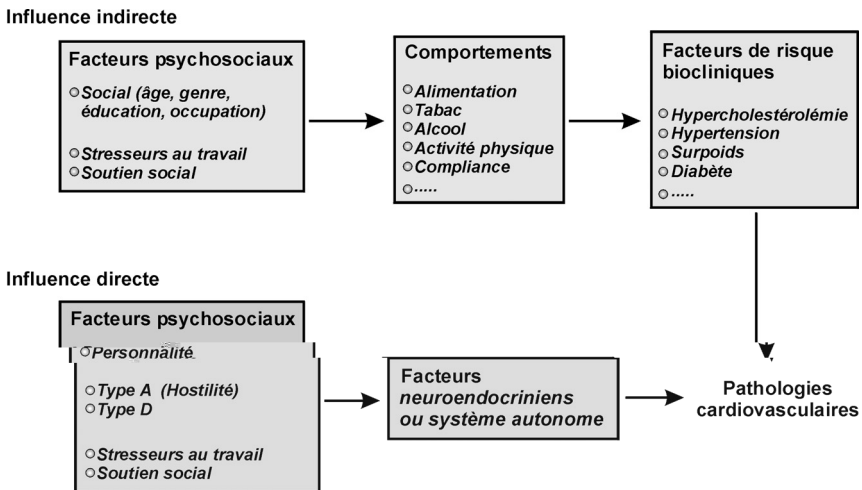 Influence indirecte
Facteurs psychosociaux
Social (âge, genre,
éducation, occupation)
Stresseurs au travail
Soutien social
Comportements
Alimentation
Tabac
Alcool
Activité physique
Compliance
.....
Facteurs de risque
biocliniques
Hypercholestérolémie
Hypertension
Surpoids
Diabète
.....
Influence directe
Facteurs psychosociaux
Personnalité
Type A (Hostilité)
Type D
Stresseurs au travail
Soutien social
Facteurs
neuroendocriniens
ou système autonome
Pathologies
cardiovasculaires